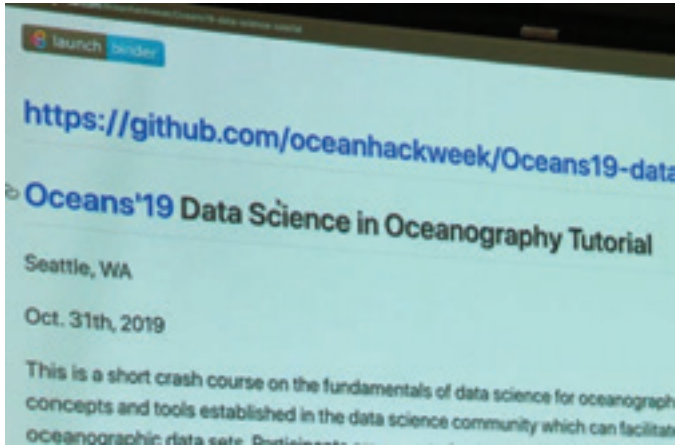 launch binder
https://github.com/oceanhackweek/Oceans19-data
Oceans'19 Data Science in Oceanography Tutorial
Seattle, WA
Oct. 31th, 2019
This is a short crash course on the fundamentals of data science for oceanograph
concepts and tools established in the data science community which can facilitate
oceanographic data sets.